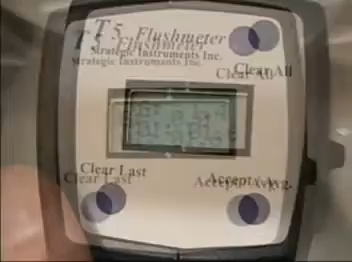 T5 Flushmeter
Strategic Instruments Inc.
Clear All
Clear Last
Accept/Avg.